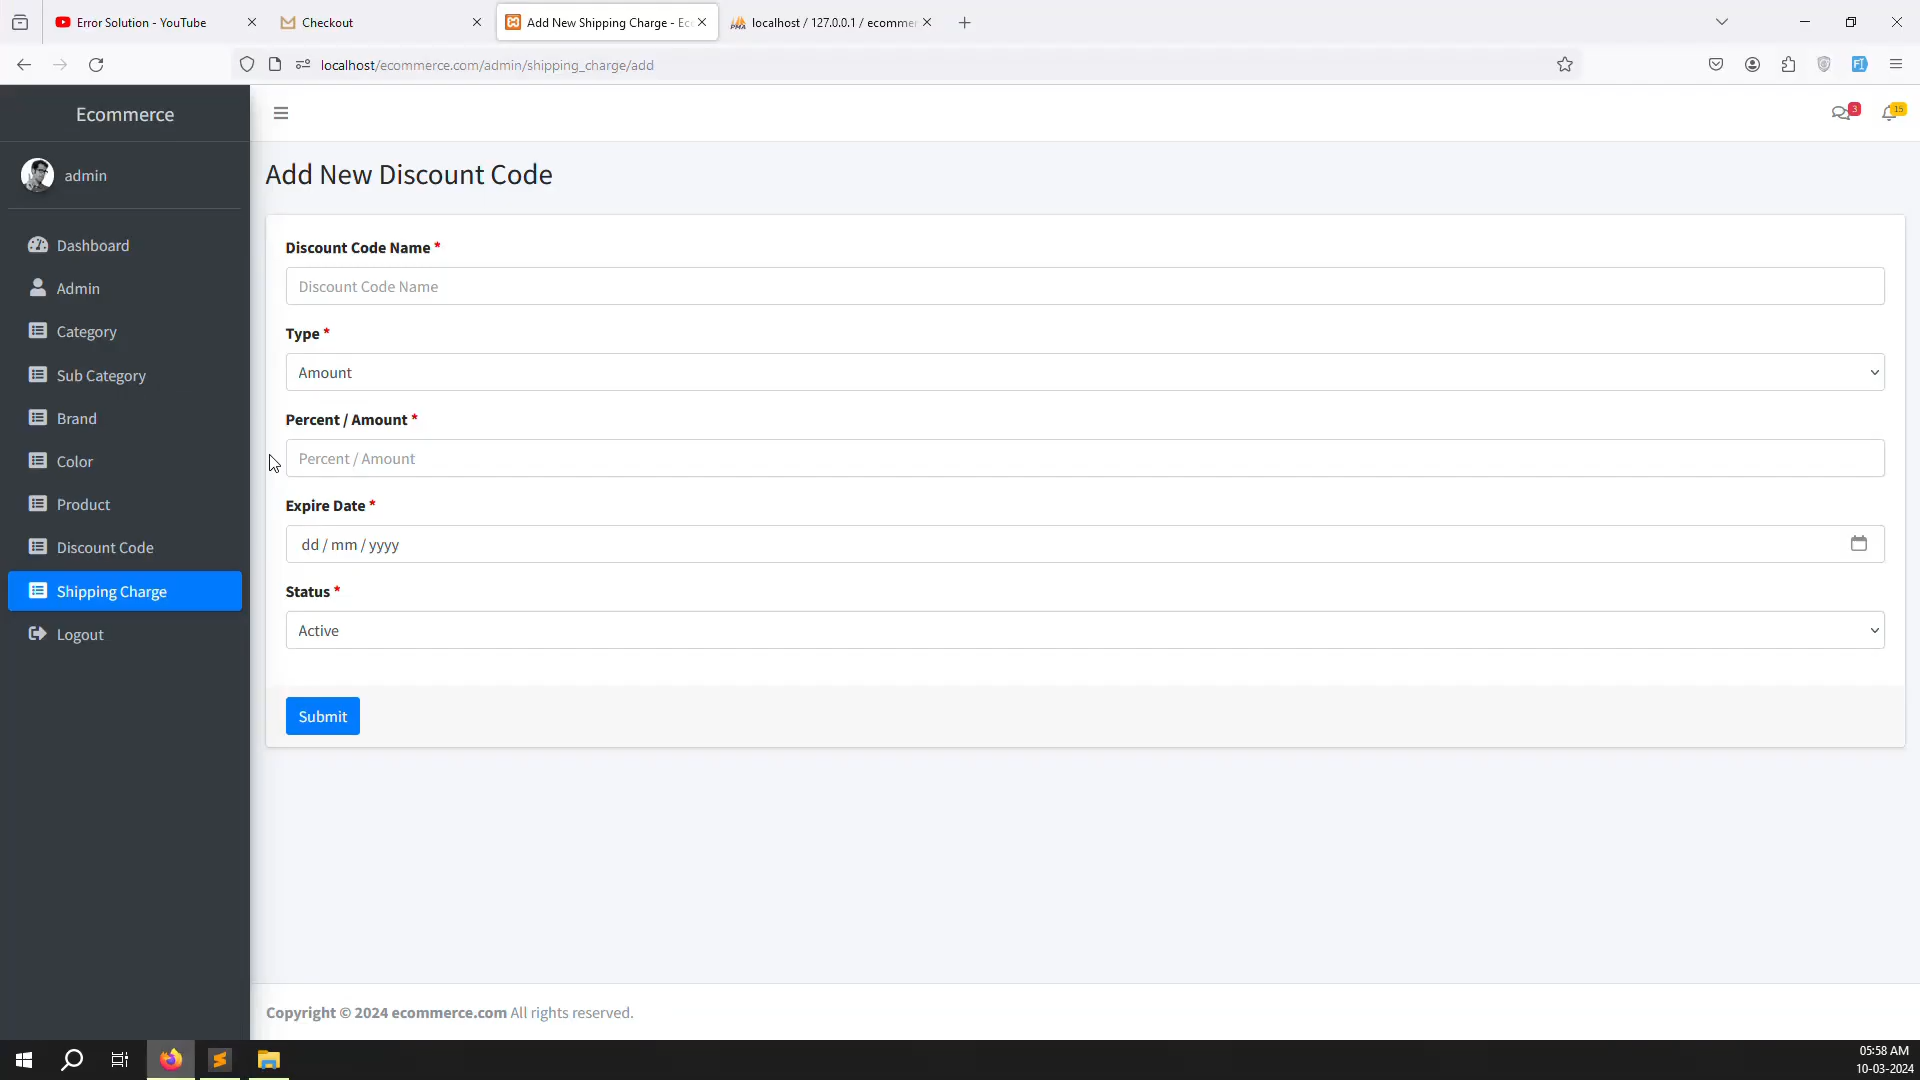 Error Solution - YouTube
Checkout
Add New Shipping Charge - Ec
localhost / 127.0.0.1 / ecomme
localhost/ecommerce.com/admin/shipping_charge/add
Ecommerce
3
15
admin
Dashboard
Admin
Category
Sub Category
Brand
Color
Product
Discount Code
Shipping Charge
Logout
Add New Discount Code
Discount Code Name *
Discount Code Name
Type *
Amount
Percent / Amount *
Percent / Amount
Expire Date *
dd / mm / yyyy
Status *
Active
Submit
Copyright © 2024 ecommerce.com All rights reserved.
05:58 AM
10-03-2024